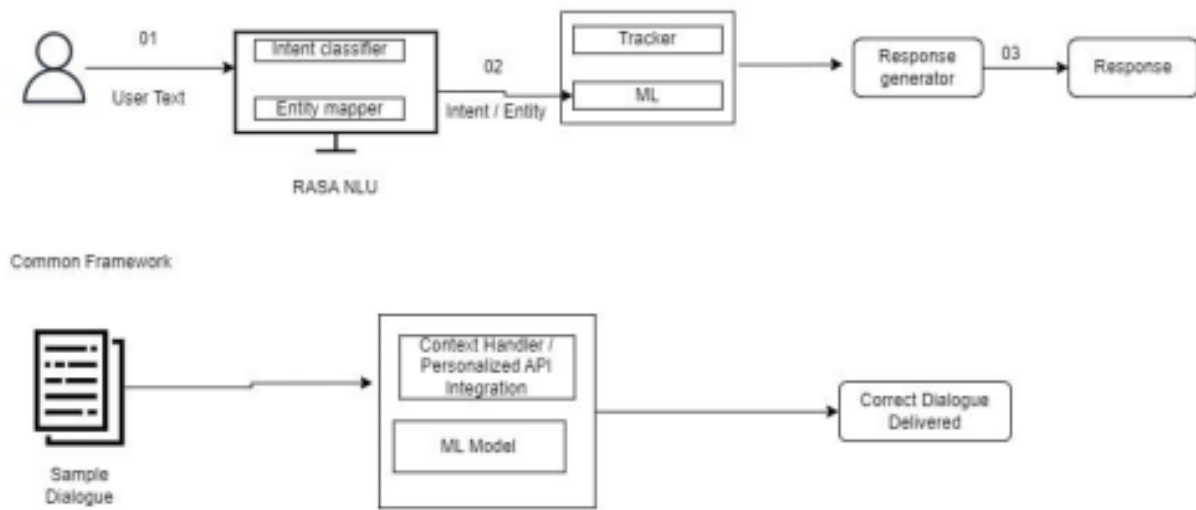 01
User Text
Intent classifier
Entity mapper
RASA NLU
02
Intent / Entity
Tracker
ML
Response
generator
03
Response
Common Framework
Sample
Dialogue
Context Handler /
Personalized API
Integration
ML Model
Correct Dialogue
Delivered